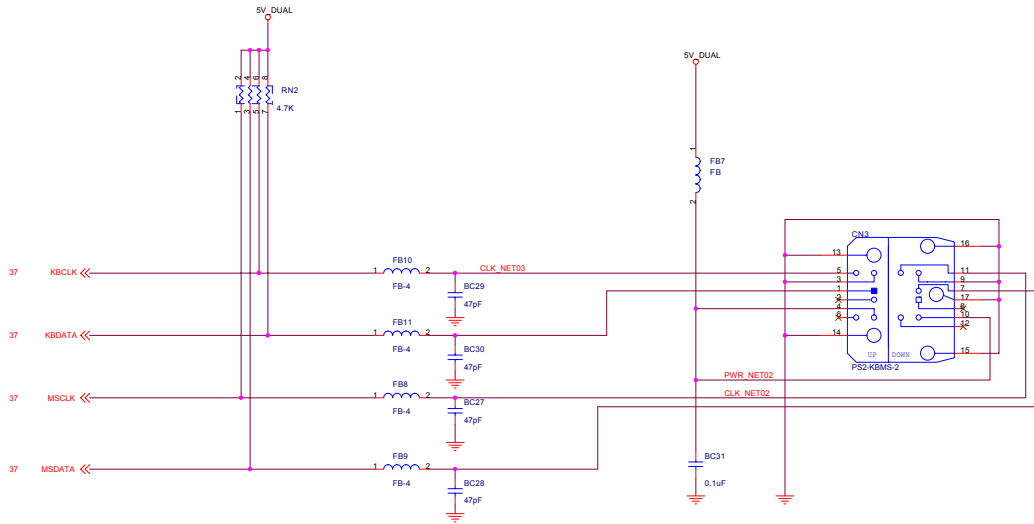 5V_DUAL
5V_DUAL
2 4 6 8
RN2
4.7K
1 3 5 7
1
FB7
FB
2
CN3
16
13
FB10
37 KBCLK 1 2 CLK_NET03 5 11
FB-4
3 9
BC29
47pF
1 7
2 17
4 8
6 10
12
FB11
37 KBDATA 1 2 14
FB-4
BC30
47pF
15
UP DOWN
PS2-KBMS-2
PWR_NET02
FB8
37 MSCLK 1 2 CLK_NET02
FB-4
BC27
47pF
FB9
BC31
37 MSDATA 1 2
FB-4
BC28
0.1uF
47pF